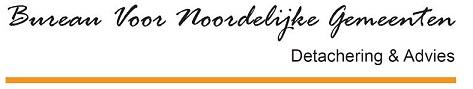 Bureau Voor Noordelijke Gemeenten
Detachering & Advies